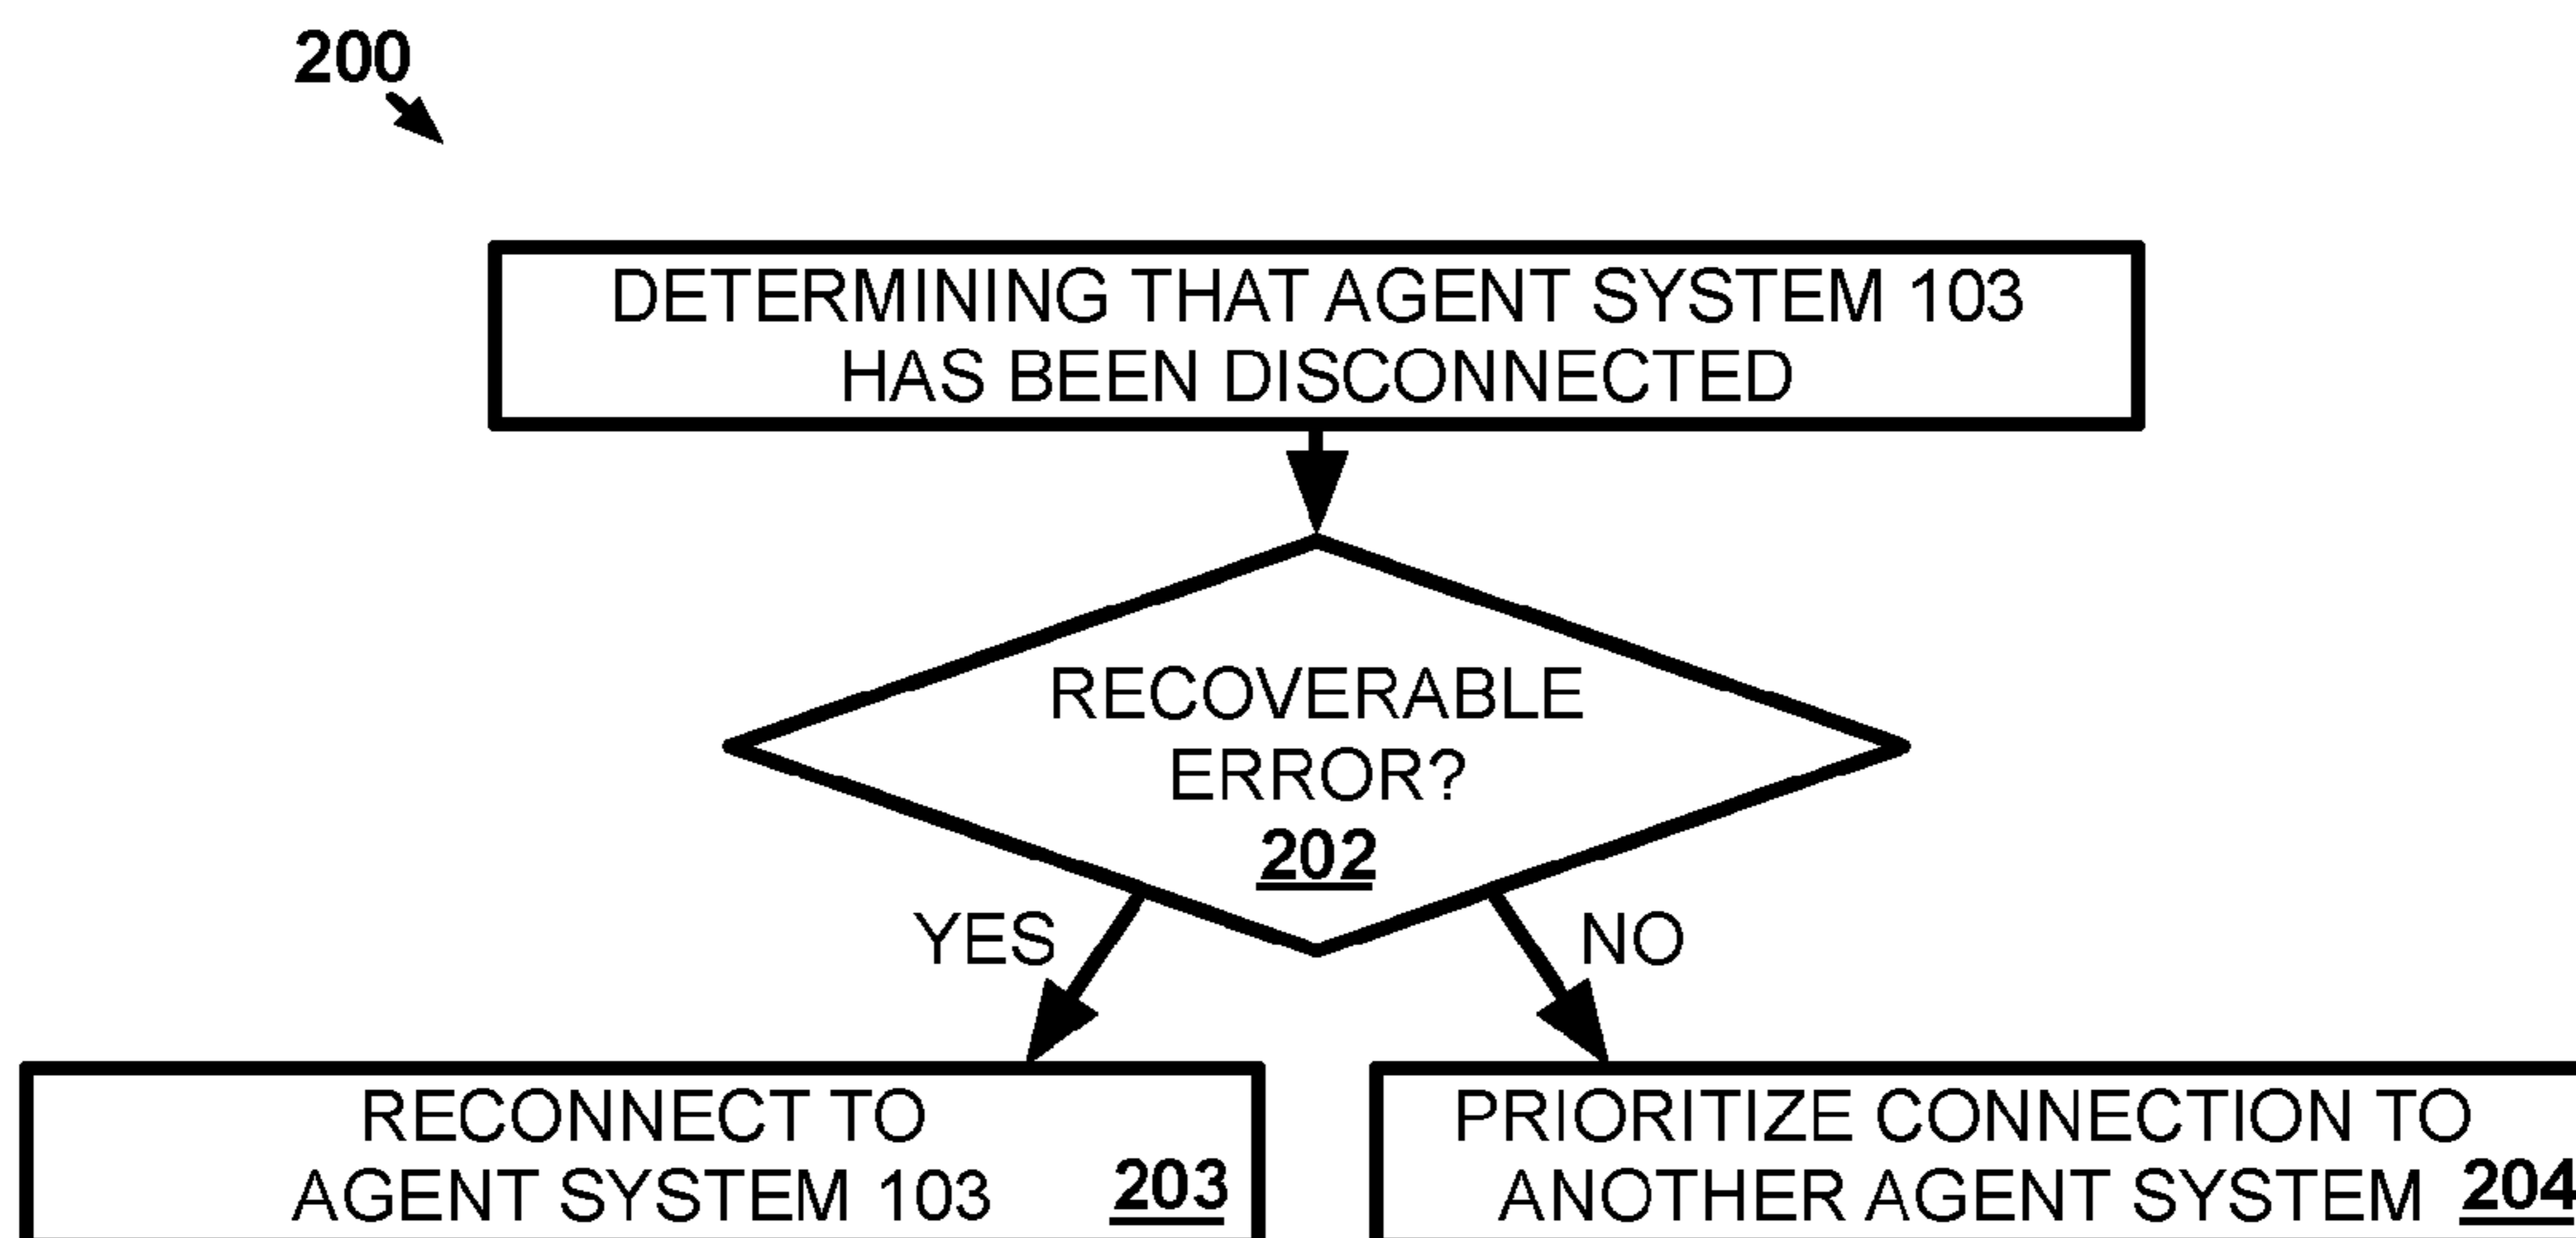 200
DETERMINING THAT AGENT SYSTEM 103
HAS BEEN DISCONNECTED
RECOVERABLE
ERROR?
202
YES
NO
RECONNECT TO
AGENT SYSTEM 103 203
PRIORITIZE CONNECTION TO
ANOTHER AGENT SYSTEM 204